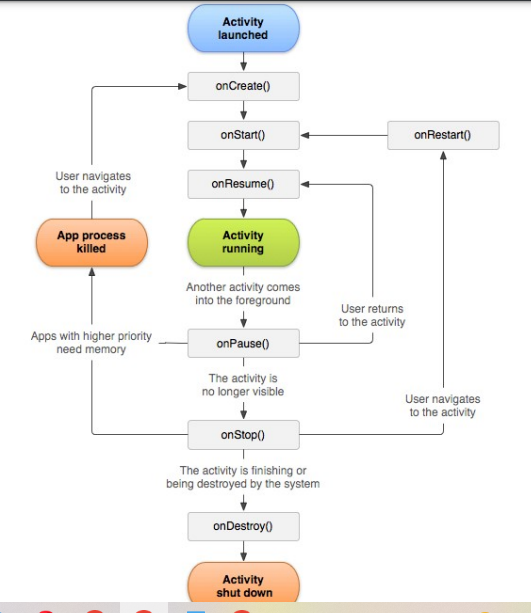 Activity
launched
onCreate()
onStart()
onRestart()
User navigates
to the activity
onResume()
App process
killed
Activity
running
Another activity comes
into the foreground
User returns
to the activity
Apps with higher priority
need memory
onPause()
The activity is
no longer visible
User navigates
to the activity
onStop()
The activity is finishing or
being destroyed by the system
onDestroy()
Activity
shut down